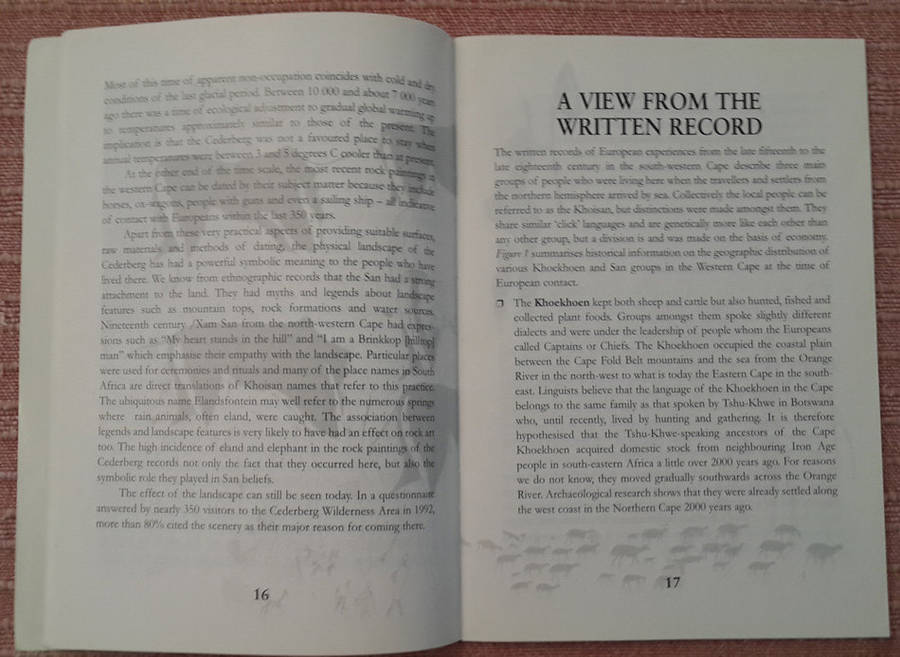 Most of this time of apparent non-occupation coincides with cold and dry
conditions of the last glacial period. Between 10 000 and about 7 000 years
ago there was a time of ecological adjustment to gradual global warming up
to temperatures approximately similar to those of the present. The
implication is that the Cederberg was not a favoured place to stay when
annual temperatures were between 3 and 5 degrees C cooler than at present.
At the other end of the time scale, the most recent rock paintings in
the western Cape can be dated by their subject matter because they include
horses, ox-wagons, people with guns and even a sailing ship – all indicative
of contact with Europeans within the last 350 years.
Apart from these very practical aspects of providing suitable surfaces,
raw materials and methods of dating, the physical landscape of the
Cederberg has had a powerful symbolic meaning to the people who have
lived there. We know from ethnographic records that the San had a strong
attachment to the land. They had myths and legends about landscape
features such as mountain tops, rock formations and water sources.
Nineteenth century /Xam San from the north-western Cape had expres-
sions such as “My heart stands in the hill” and “I am a Brinkkop [hilltop]
man” which emphasise their empathy with the landscape. Particular places
were used for ceremonies and rituals and many of the place names in South
Africa are direct translations of Khoisan names that refer to this practice.
The ubiquitous name Elandsfontein may well refer to the numerous springs
where rain animals, often eland, were caught. The association between
legends and landscape features is very likely to have had an effect on rock art
too. The high incidence of eland and elephant in the rock paintings of the
Cederberg records not only the fact that they occurred here, but also the
symbolic role they played in San beliefs.
The effect of the landscape can still be seen today. In a questionnaire
answered by nearly 350 visitors to the Cederberg Wilderness Area in 1992,
more than 80% cited the scenery as their major reason for coming there.
16
A VIEW FROM THE
WRITTEN RECORD
The written records of European experiences from the late fifteenth to the
late eighteenth century in the south-western Cape describe three main
groups of people who were living here when the travellers and settlers from
the northern hemisphere arrived by sea. Collectively the local people can be
referred to as the Khoisan, but distinctions were made amongst them. They
share similar ‘click’ languages and are genetically more like each other than
any other group, but a division is and was made on the basis of economy.
Figure 1 summarises historical information on the geographic distribution of
various Khoekhoen and San groups in the Western Cape at the time of
European contact.
❒ The Khoekhoen kept both sheep and cattle but also hunted, fished and
collected plant foods. Groups amongst them spoke slightly different
dialects and were under the leadership of people whom the Europeans
called Captains or Chiefs. The Khoekhoen occupied the coastal plain
between the Cape Fold Belt mountains and the sea from the Orange
River in the north-west to what is today the Eastern Cape in the south-
east. Linguists believe that the language of the Khoekhoen in the Cape
belongs to the same family as that spoken by Tshu-Khwe in Botswana
who, until recently, lived by hunting and gathering. It is therefore
hypothesised that the Tshu-Khwe-speaking ancestors of the Cape
Khoekhoen acquired domestic stock from neighbouring Iron Age
people in south-eastern Africa a little over 2000 years ago. For reasons
we do not know, they moved gradually southwards across the Orange
River. Archaeological research shows that they were already settled along
the west coast in the Northern Cape 2000 years ago.
17